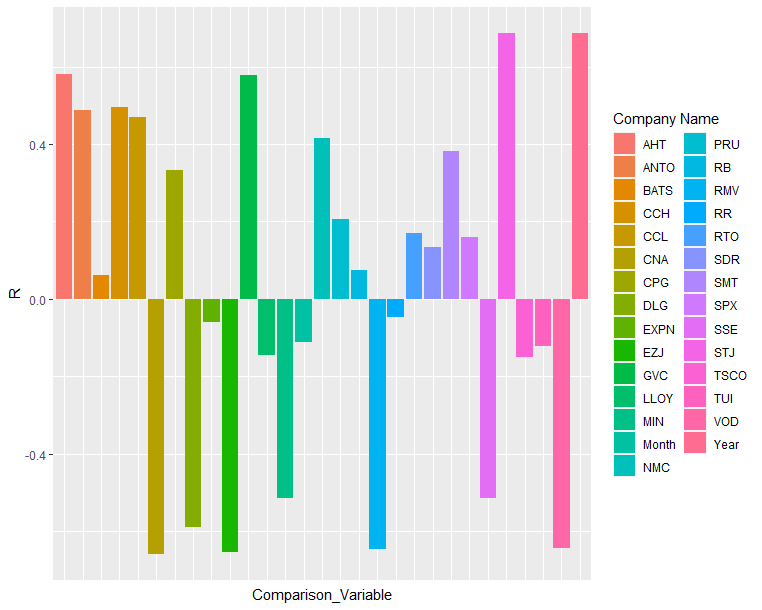 Company Name
AHT
ANTO
BATS
CCH
CCL
CNA
CPG
DLG
EXPN
EZJ
GVC
LLOY
MIN
Month
NMC
PRU
RB
RMV
RR
RTO
SDR
SMT
SPX
SSE
STJ
TSCO
TUI
VOD
Year
0.4
0.0
-0.4
R
Comparison_Variable